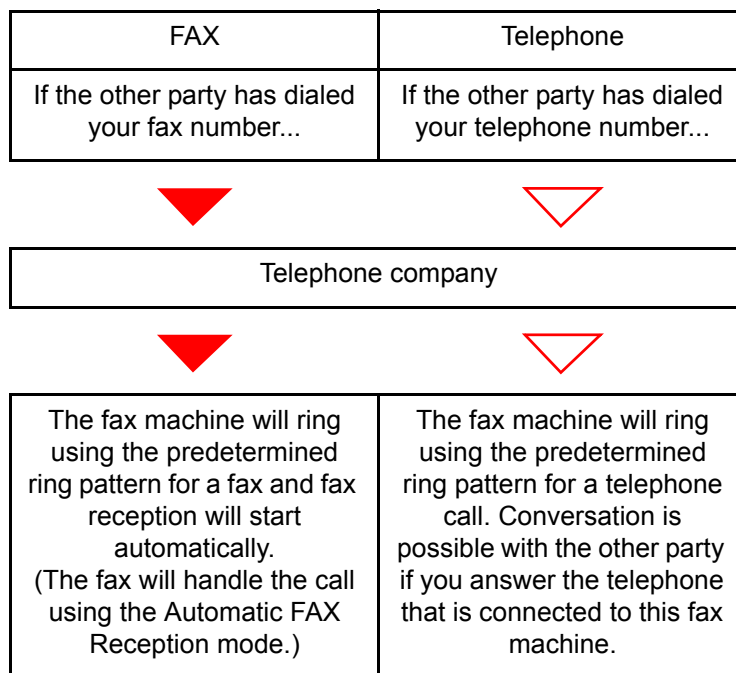 FAX
Telephone
If the other party has dialed
your fax number...
If the other party has dialed
your telephone number...
Telephone company
The fax machine will ring
using the predetermined
ring pattern for a fax and fax
reception will start
automatically.
(The fax will handle the call
using the Automatic FAX
Reception mode.)
The fax machine will ring
using the predetermined
ring pattern for a telephone
call. Conversation is
possible with the other party
if you answer the telephone
that is connected to this fax
machine.